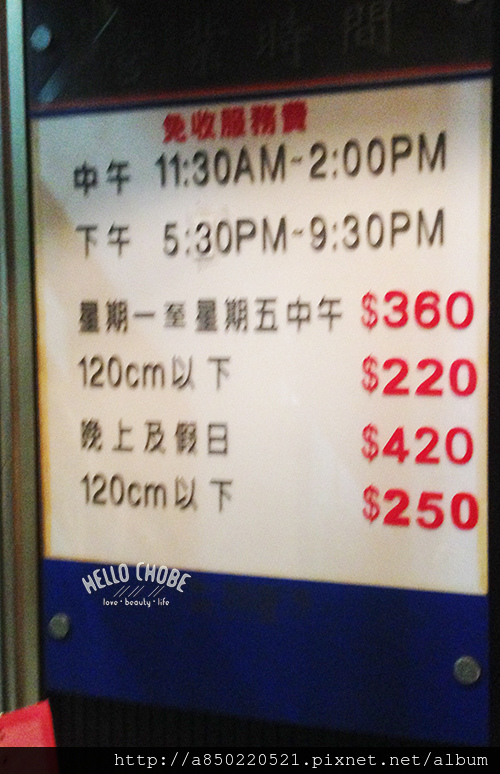 時間
免收服務費
中午 11:30AM~2:00PM
下午 5:30PM~9:30PM
星期一至星期五中午 $360
120cm以下 $220
晚上及假日 $420
120cm以下 $250
HELLO CHOBE
love * beauty * life
http://a850220521.pixnet.net/album